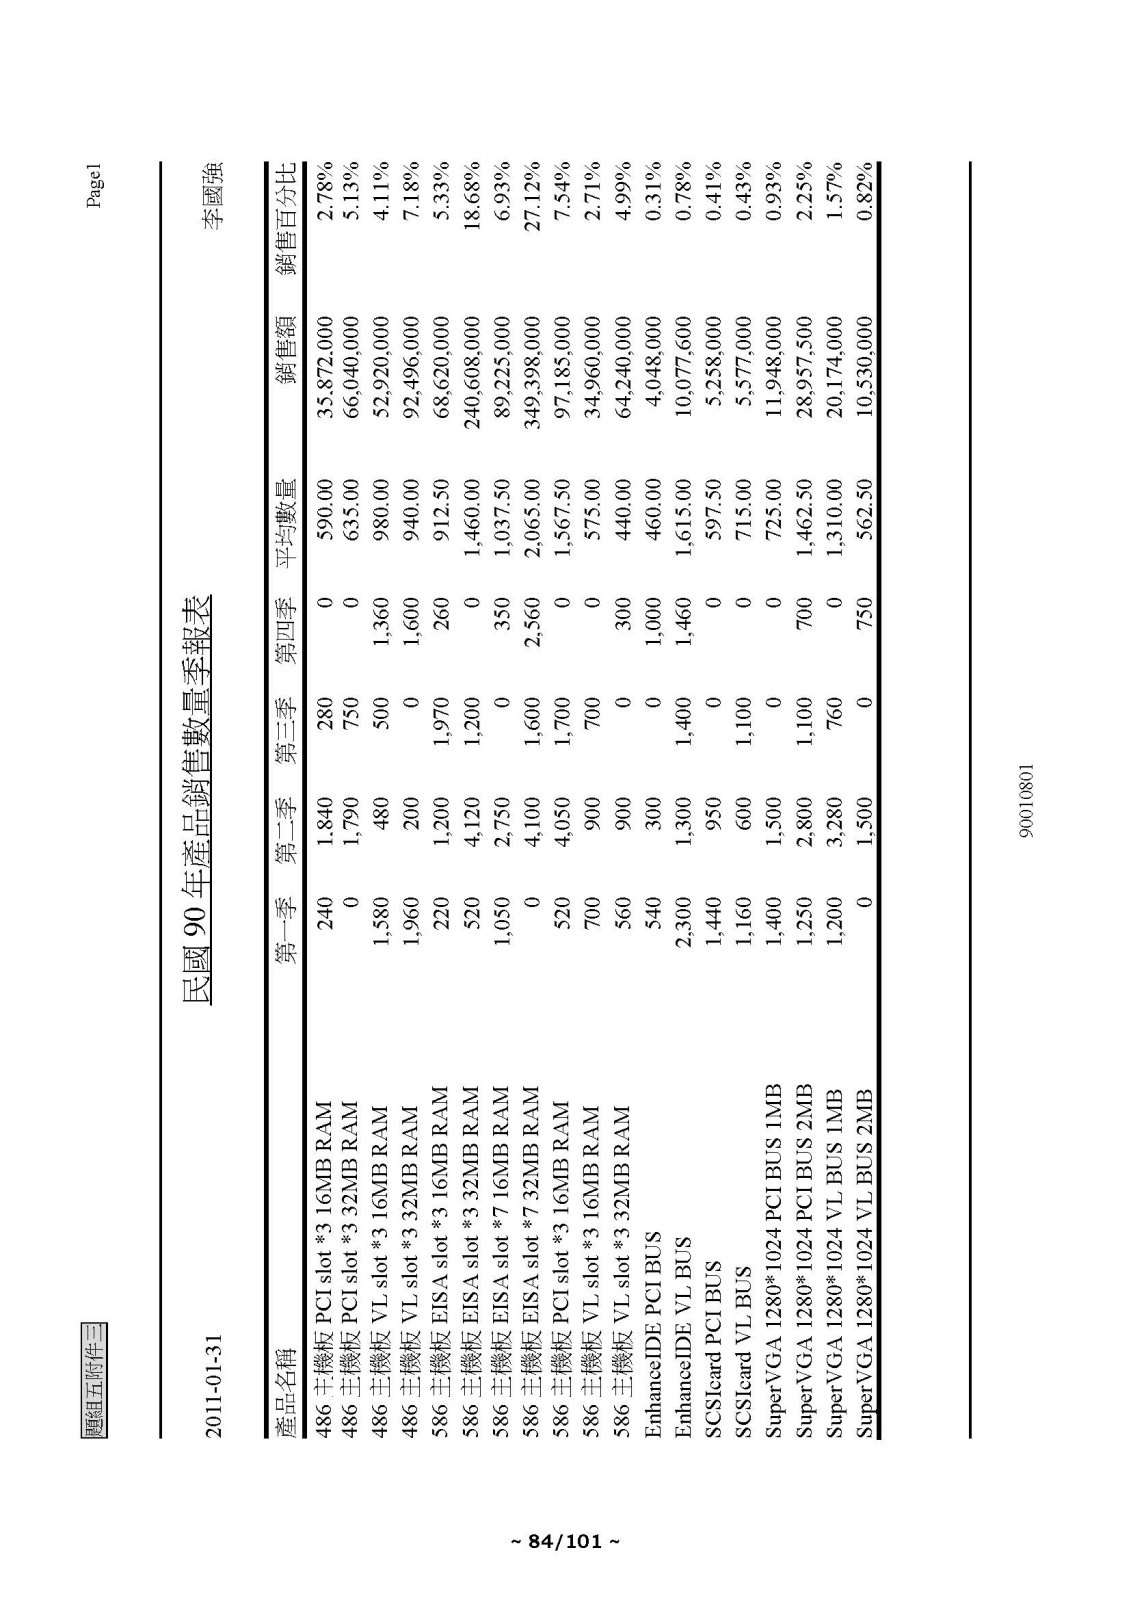 題組五附件三 Page1
民國 90 年產品銷售數量季報表
2011-01-31 李國強
產品名稱 第一季 第二季 第三季 第四季 平均數量 銷售額 銷售百分比
486 主機板 PCI slot *3 16MB RAM 240 1.840 280 0 590.00 35.872.000 2.78%
486 主機板 PCI slot *3 32MB RAM 0 1,790 750 0 635.00 66,040,000 5.13%
486 主機板 VL slot *3 16MB RAM 1,580 480 500 1,360 980.00 52,920,000 4.11%
486 主機板 VL slot *3 32MB RAM 1,960 200 0 1,600 940.00 92,496,000 7.18%
586 主機板 EISA slot *3 16MB RAM 220 1,200 1,970 260 912.50 68,620,000 5.33%
586 主機板 EISA slot *3 32MB RAM 520 4,120 1,200 0 1,460.00 240,608,000 18.68%
586 主機板 EISA slot *7 16MB RAM 1,050 2,750 0 350 1,037.50 89,225,000 6.93%
586 主機板 EISA slot *7 32MB RAM 0 4,100 1,600 2,560 2,065.00 349,398,000 27.12%
586 主機板 PCI slot *3 16MB RAM 520 4,050 1,700 0 1,567.50 97,185,000 7.54%
586 主機板 VL slot *3 16MB RAM 700 900 700 0 575.00 34,960,000 2.71%
586 主機板 VL slot *3 32MB RAM 560 900 0 300 440.00 64,240,000 4.99%
EnhanceIDE PCI BUS 540 300 0 1,000 460.00 4,048,000 0.31%
EnhanceIDE VL BUS 2,300 1,300 1,400 1,460 1,615.00 10,077,600 0.78%
SCSIcard PCI BUS 1,440 950 0 0 597.50 5,258,000 0.41%
SCSIcard VL BUS 1,160 600 1,100 0 715.00 5,577,000 0.43%
SuperVGA 1280*1024 PCI BUS 1MB 1,400 1,500 0 0 725.00 11,948,000 0.93%
SuperVGA 1280*1024 PCI BUS 2MB 1,250 2,800 1,100 700 1,462.50 28,957,500 2.25%
SuperVGA 1280*1024 VL BUS 1MB 1,200 3,280 760 0 1,310.00 20,174,000 1.57%
SuperVGA 1280*1024 VL BUS 2MB 0 1,500 0 750 562.50 10,530,000 0.82%
90010801
~ 84/101 ~